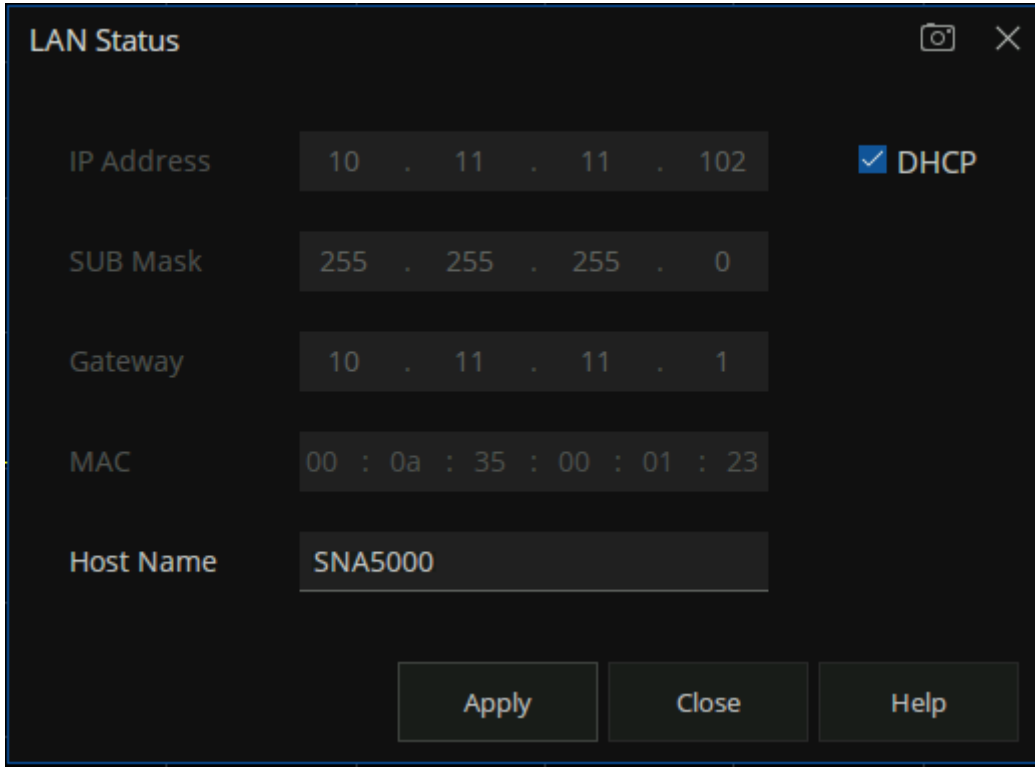 LAN Status
IP Address 10 . 11 . 11 . 102 DHCP
SUB Mask 255 . 255 . 255 . 0
Gateway 10 . 11 . 11 . 1
MAC 00 : 0a : 35 : 00 : 01 : 23
Host Name SNA5000
Apply Close Help